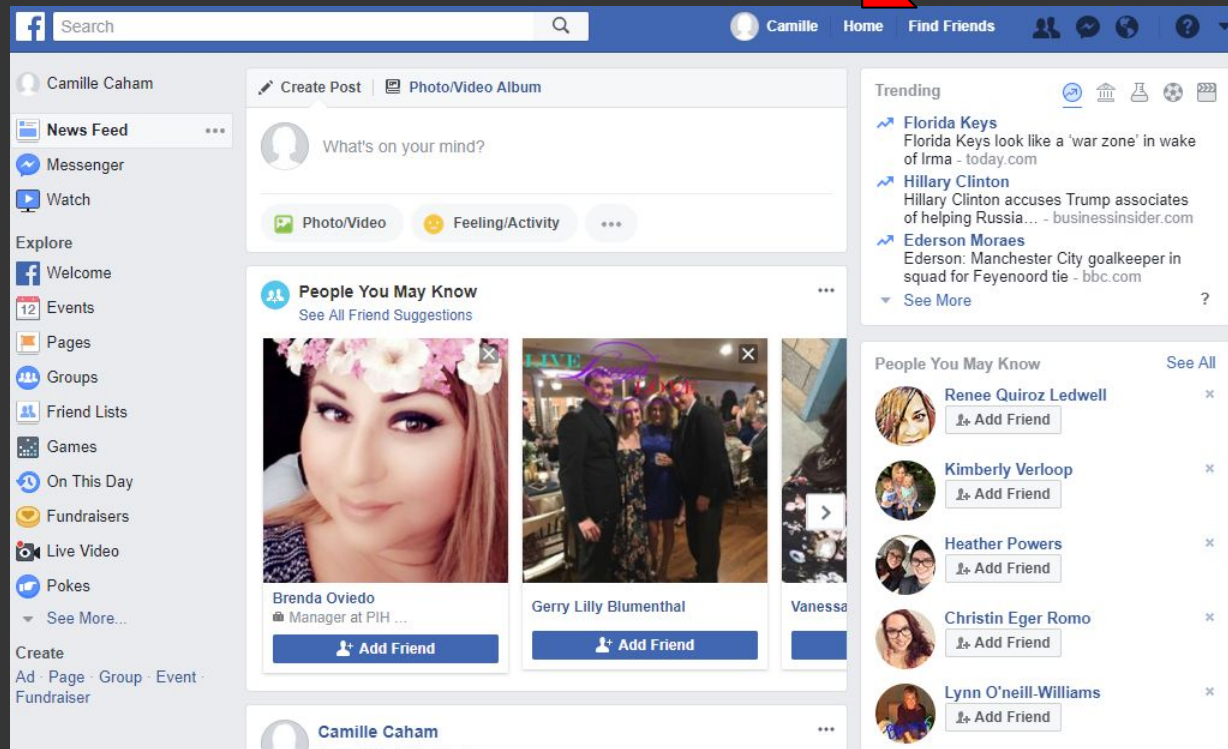 f Search
Camille Home Find Friends ?
Camille Caham
News Feed
Messenger
Watch
Explore
f Welcome
12 Events
Pages
Groups
Friend Lists
Games
On This Day
Fundraisers
Live Video
Pokes
See More...
Create
Ad · Page · Group · Event ·
Fundraiser
Create Post Photo/Video Album
What's on your mind?
Photo/Video Feeling/Activity
People You May Know
See All Friend Suggestions
LIVE Laugh LOVE
Brenda Oviedo
Manager at PIH ...
Add Friend
Gerry Lilly Blumenthal
Add Friend
Vanessa
Camille Caham
Trending
Florida Keys
Florida Keys look like a ‘war zone’ in wake
of Irma - today.com
Hillary Clinton
Hillary Clinton accuses Trump associates
of helping Russia… - businessinsider.com
Ederson Moraes
Ederson: Manchester City goalkeeper in
squad for Feyenoord tie - bbc.com
See More ?
People You May Know See All
Renee Quiroz Ledwell
Add Friend
Kimberly Verloop
Add Friend
Heather Powers
Add Friend
Christin Eger Romo
Add Friend
Lynn O'neill-Williams
Add Friend